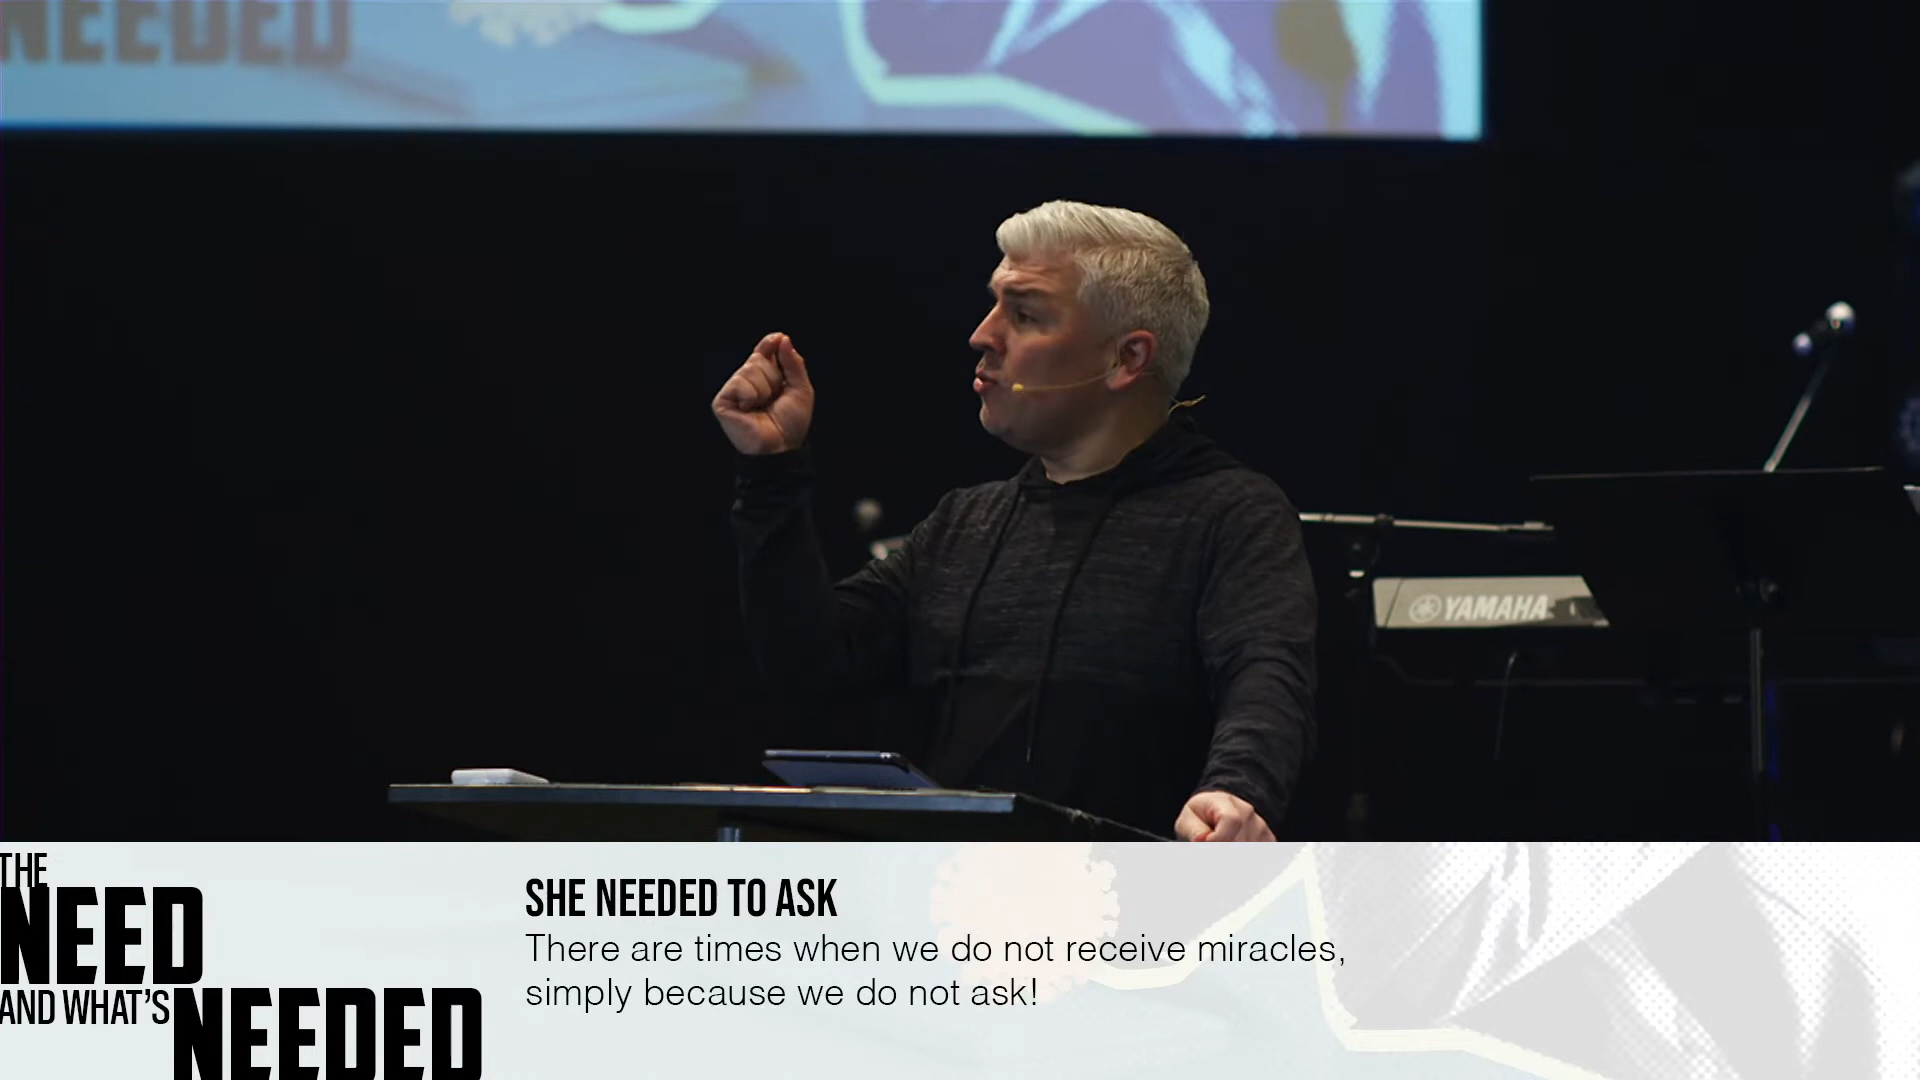 NEEDED
YAMAHA
THE
NEED
AND WHAT'S
NEEDED
SHE NEEDED TO ASK
There are times when we do not receive miracles,
simply because we do not ask!